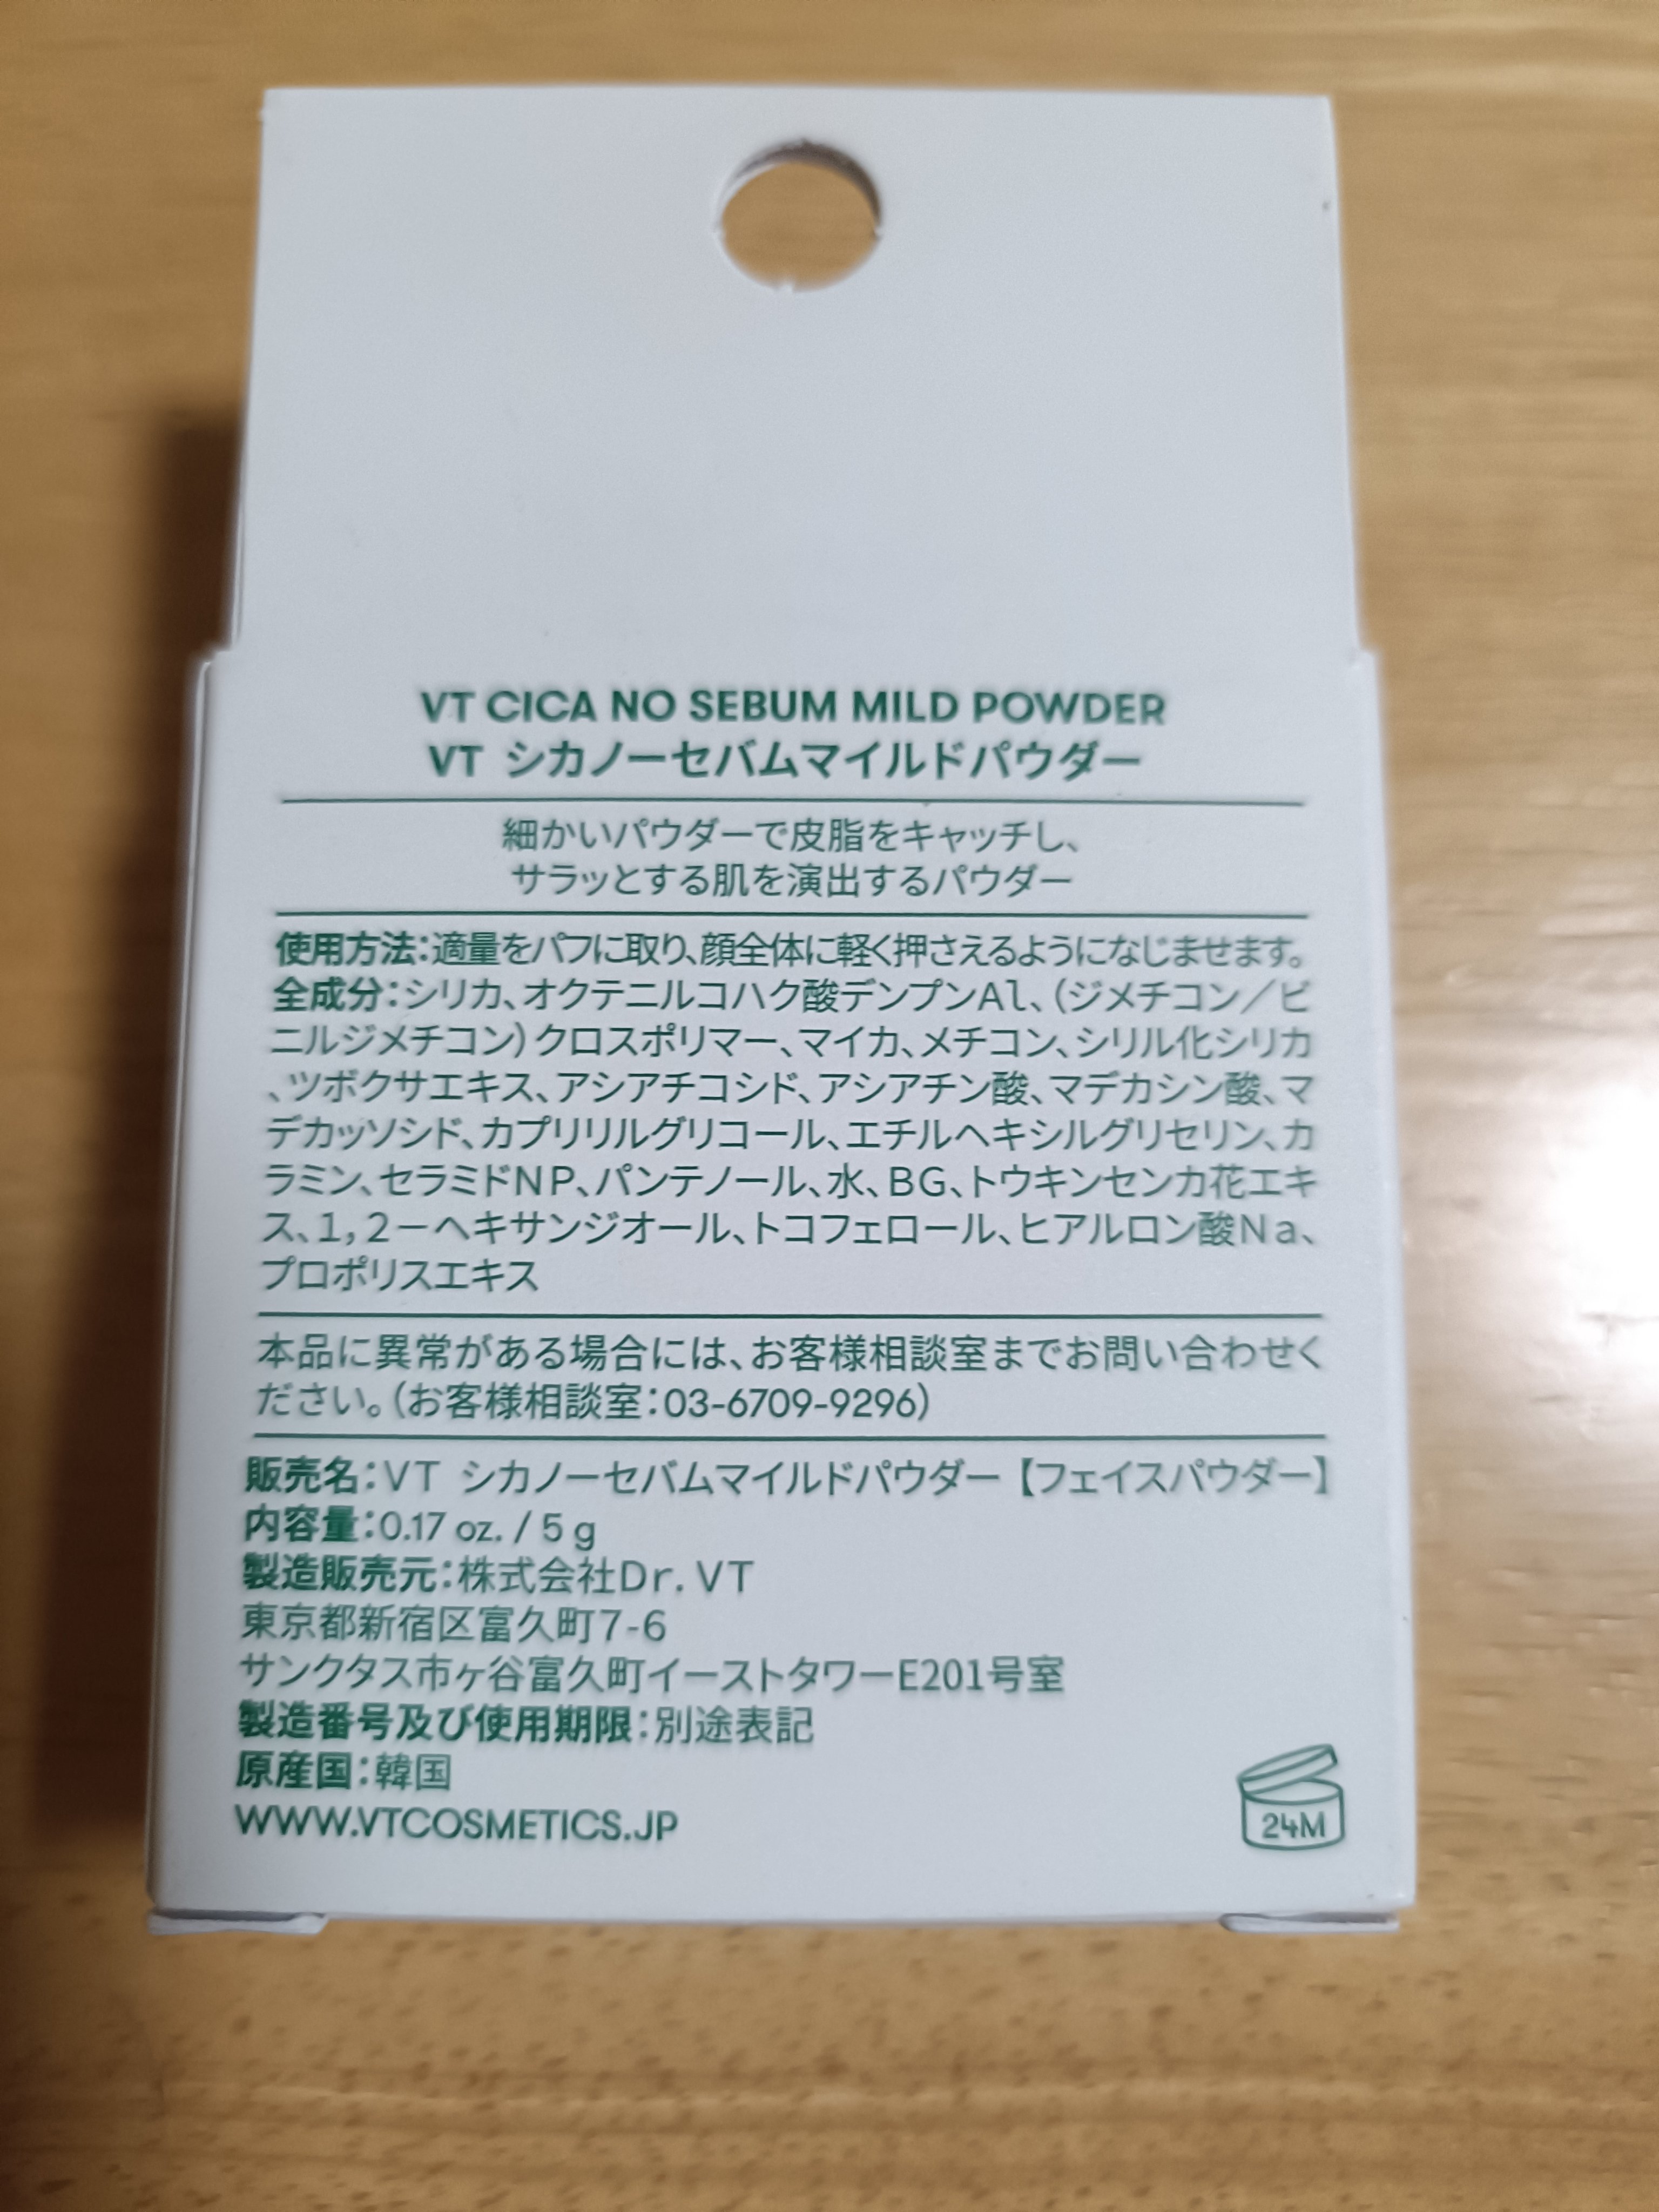 VT CICA NO SEBUM MILD POWDER
VT シカノーセバムマイルドパウダー
細かいパウダーで皮脂をキャッチし、
サラッとする肌を演出するパウダー
使用方法:適量をパフに取り、顔全体に軽く押さえるようになじませます。
全成分:シリカ、オクテニルコハク酸デンプンAl、(ジメチコン/ビ
ニルジメチコン)クロスポリマー、マイカ、メチコン、シリル化シリカ
、ツボクサエキス、アシアチコシド、アシアチン酸、マデカシン酸、マ
デカッソシド、カプリリルグリコール、エチルヘキシルグリセリン、カ
ラミン、セラミドNP、パンテノール、水、BG、トウキンセンカ花エキ
ス、1,2-ヘキサンジオール、トコフェロール、ヒアルロン酸Na、
プロポリスエキス
本品に異常がある場合には、お客様相談室までお問い合わせく
ださい。(お客様相談室:03-6709-9296)
販売名:VT シカノーセバムマイルドパウダー【フェイスパウダー】
内容量:0.17 oz. / 5 g
製造販売元:株式会社Dr.VT
東京都新宿区富久町7-6
サンクタス市ヶ谷富久町イーストタワーE201号室
製造番号及び使用期限:別途表記
原産国:韓国
WWW.VTCOSMETICS.JP
24M